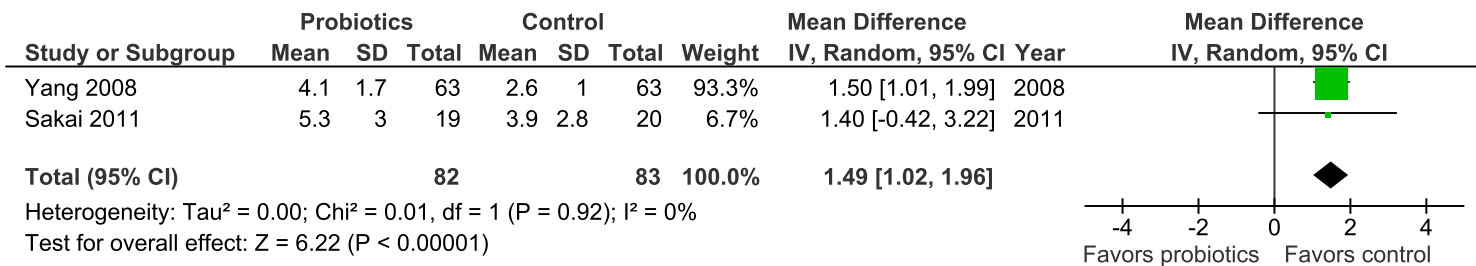 Probiotics Control Mean Difference Mean Difference
Study or Subgroup Mean SD Total Mean SD Total Weight IV, Random, 95% CI Year IV, Random, 95% CI
Yang 2008 4.1 1.7 63 2.6 1 63 93.3% 1.50 [1.01, 1.99] 2008
Sakai 2011 5.3 3 19 3.9 2.8 20 6.7% 1.40 [-0.42, 3.22] 2011
Total (95% CI) 82 83 100.0% 1.49 [1.02, 1.96]
Heterogeneity: Tau² = 0.00; Chi² = 0.01, df = 1 (P = 0.92); I² = 0%
Test for overall effect: Z = 6.22 (P < 0.00001)
-4 -2 0 2 4
Favors probiotics Favors control